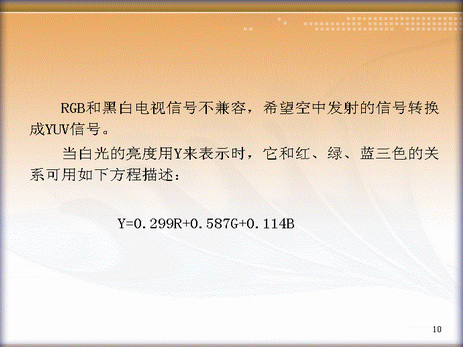 RGB和黑白电视信号不兼容，希望空中发射的信号转换
成YUV信号。
当白光的亮度用Y来表示时，它和红、绿、蓝三色的关
系可用如下方程描述：
Y=0.299R+0.587G+0.114B
10